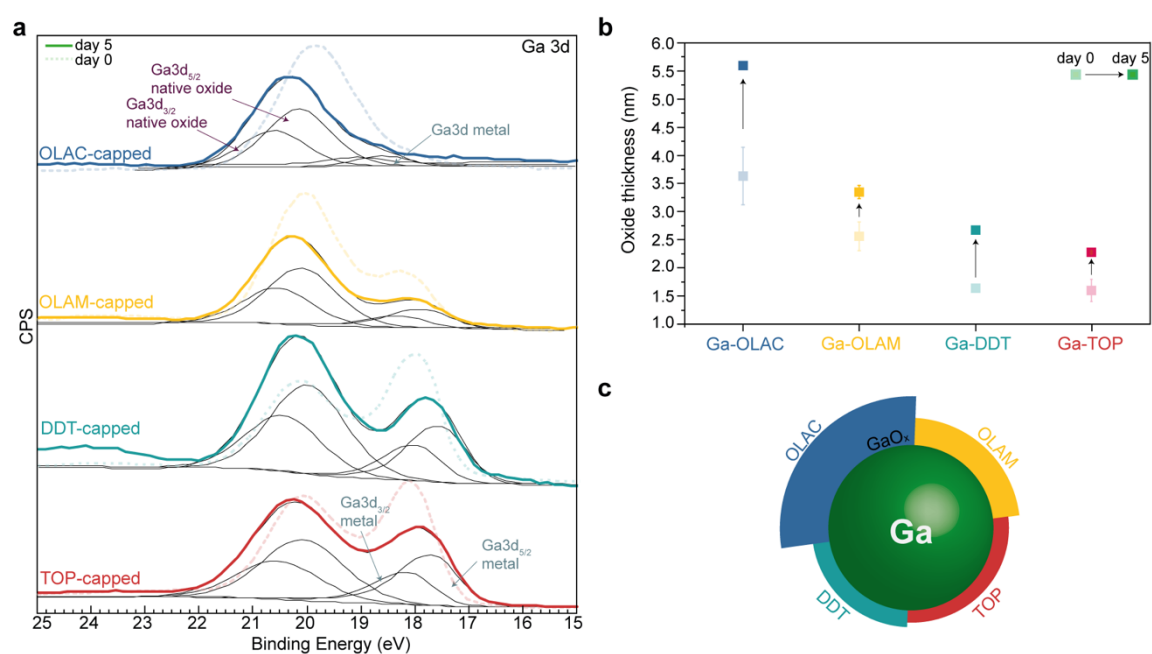 a
day 5
day 0
Ga 3d
Ga3d5/2
native oxide
Ga3d3/2
native oxide
Ga3d metal
OLAC-capped
OLAM-capped
DDT-capped
Ga3d3/2
metal
Ga3d5/2
metal
TOP-capped
CPS
25 24 23 22 21 20 19 18 17 16 15
Binding Energy (eV)
b
day 0 day 5
6.0
5.5
5.0
4.5
4.0
3.5
3.0
2.5
2.0
1.5
1.0
Oxide thickness (nm)
Ga-OLAC Ga-OLAM Ga-DDT Ga-TOP
c
OLAC
GaOx
OLAM
Ga
DDT
TOP